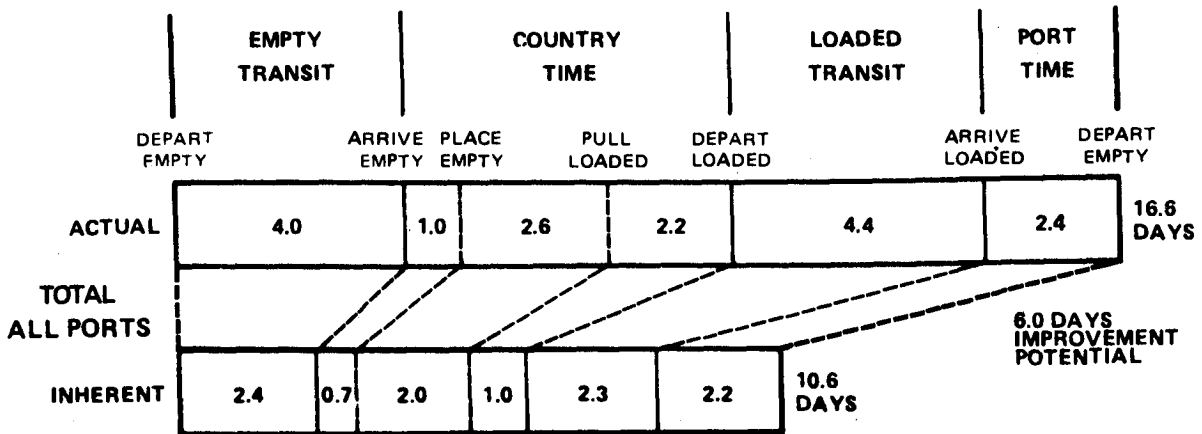 EMPTY TRANSIT
COUNTRY TIME
LOADED TRANSIT
PORT TIME
DEPART EMPTY
ARRIVE EMPTY
PLACE EMPTY
PULL LOADED
DEPART LOADED
ARRIVE LOADED
DEPART EMPTY
ACTUAL 4.0 1.0 2.6 2.2 4.4 2.4 16.6 DAYS
TOTAL ALL PORTS
6.0 DAYS IMPROVEMENT POTENTIAL
INHERENT 2.4 0.7 2.0 1.0 2.3 2.2 10.6 DAYS